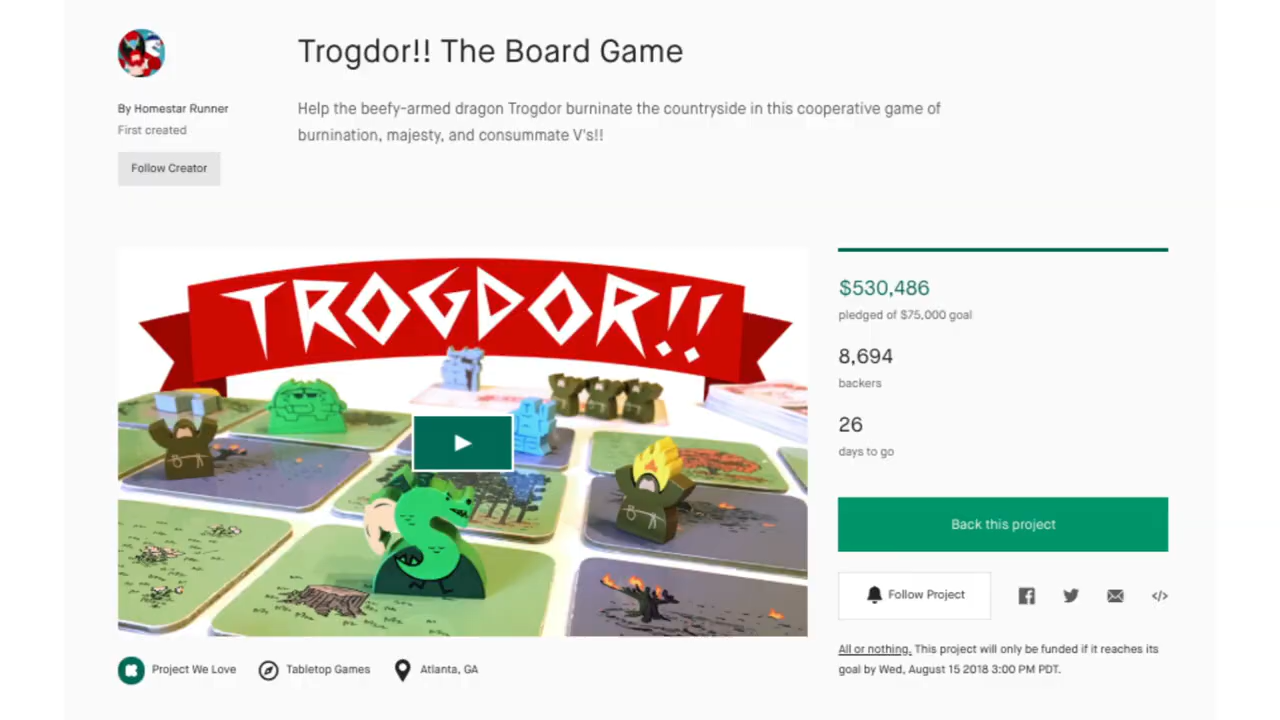 Trogdor!! The Board Game
By Homestar Runner
First created
Follow Creator
Help the beefy-armed dragon Trogdor burninate the countryside in this cooperative game of
burnination, majesty, and consummate V's!!
TROGDOR!!
$530,486
pledged of $75,000 goal
8,694
backers
26
days to go
Back this project
Follow Project
All or nothing. This project will only be funded if it reaches its
goal by Wed, August 15 2018 3:00 PM PDT.
Project We Love
Tabletop Games
Atlanta, GA